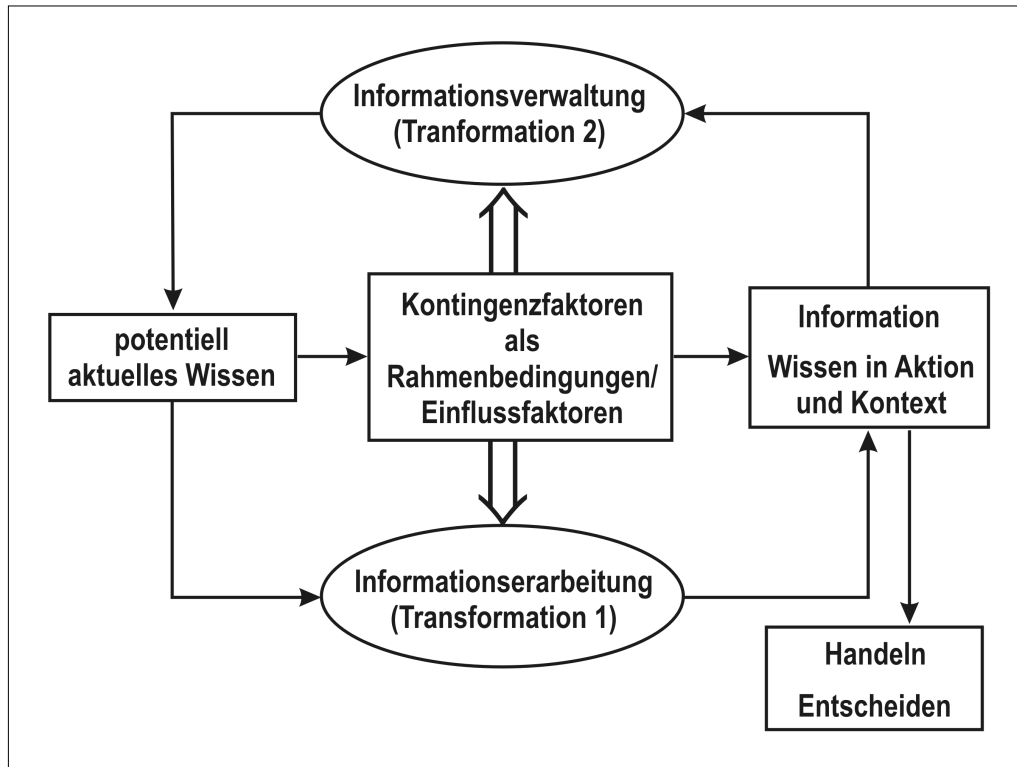 Informationsverwaltung
(Tranformation 2)
potentiell
aktuelles Wissen
Kontingenzfaktoren
als
Rahmenbedingungen/
Einflussfaktoren
Information
Wissen in Aktion
und Kontext
Informationserarbeitung
(Transformation 1)
Handeln
Entscheiden